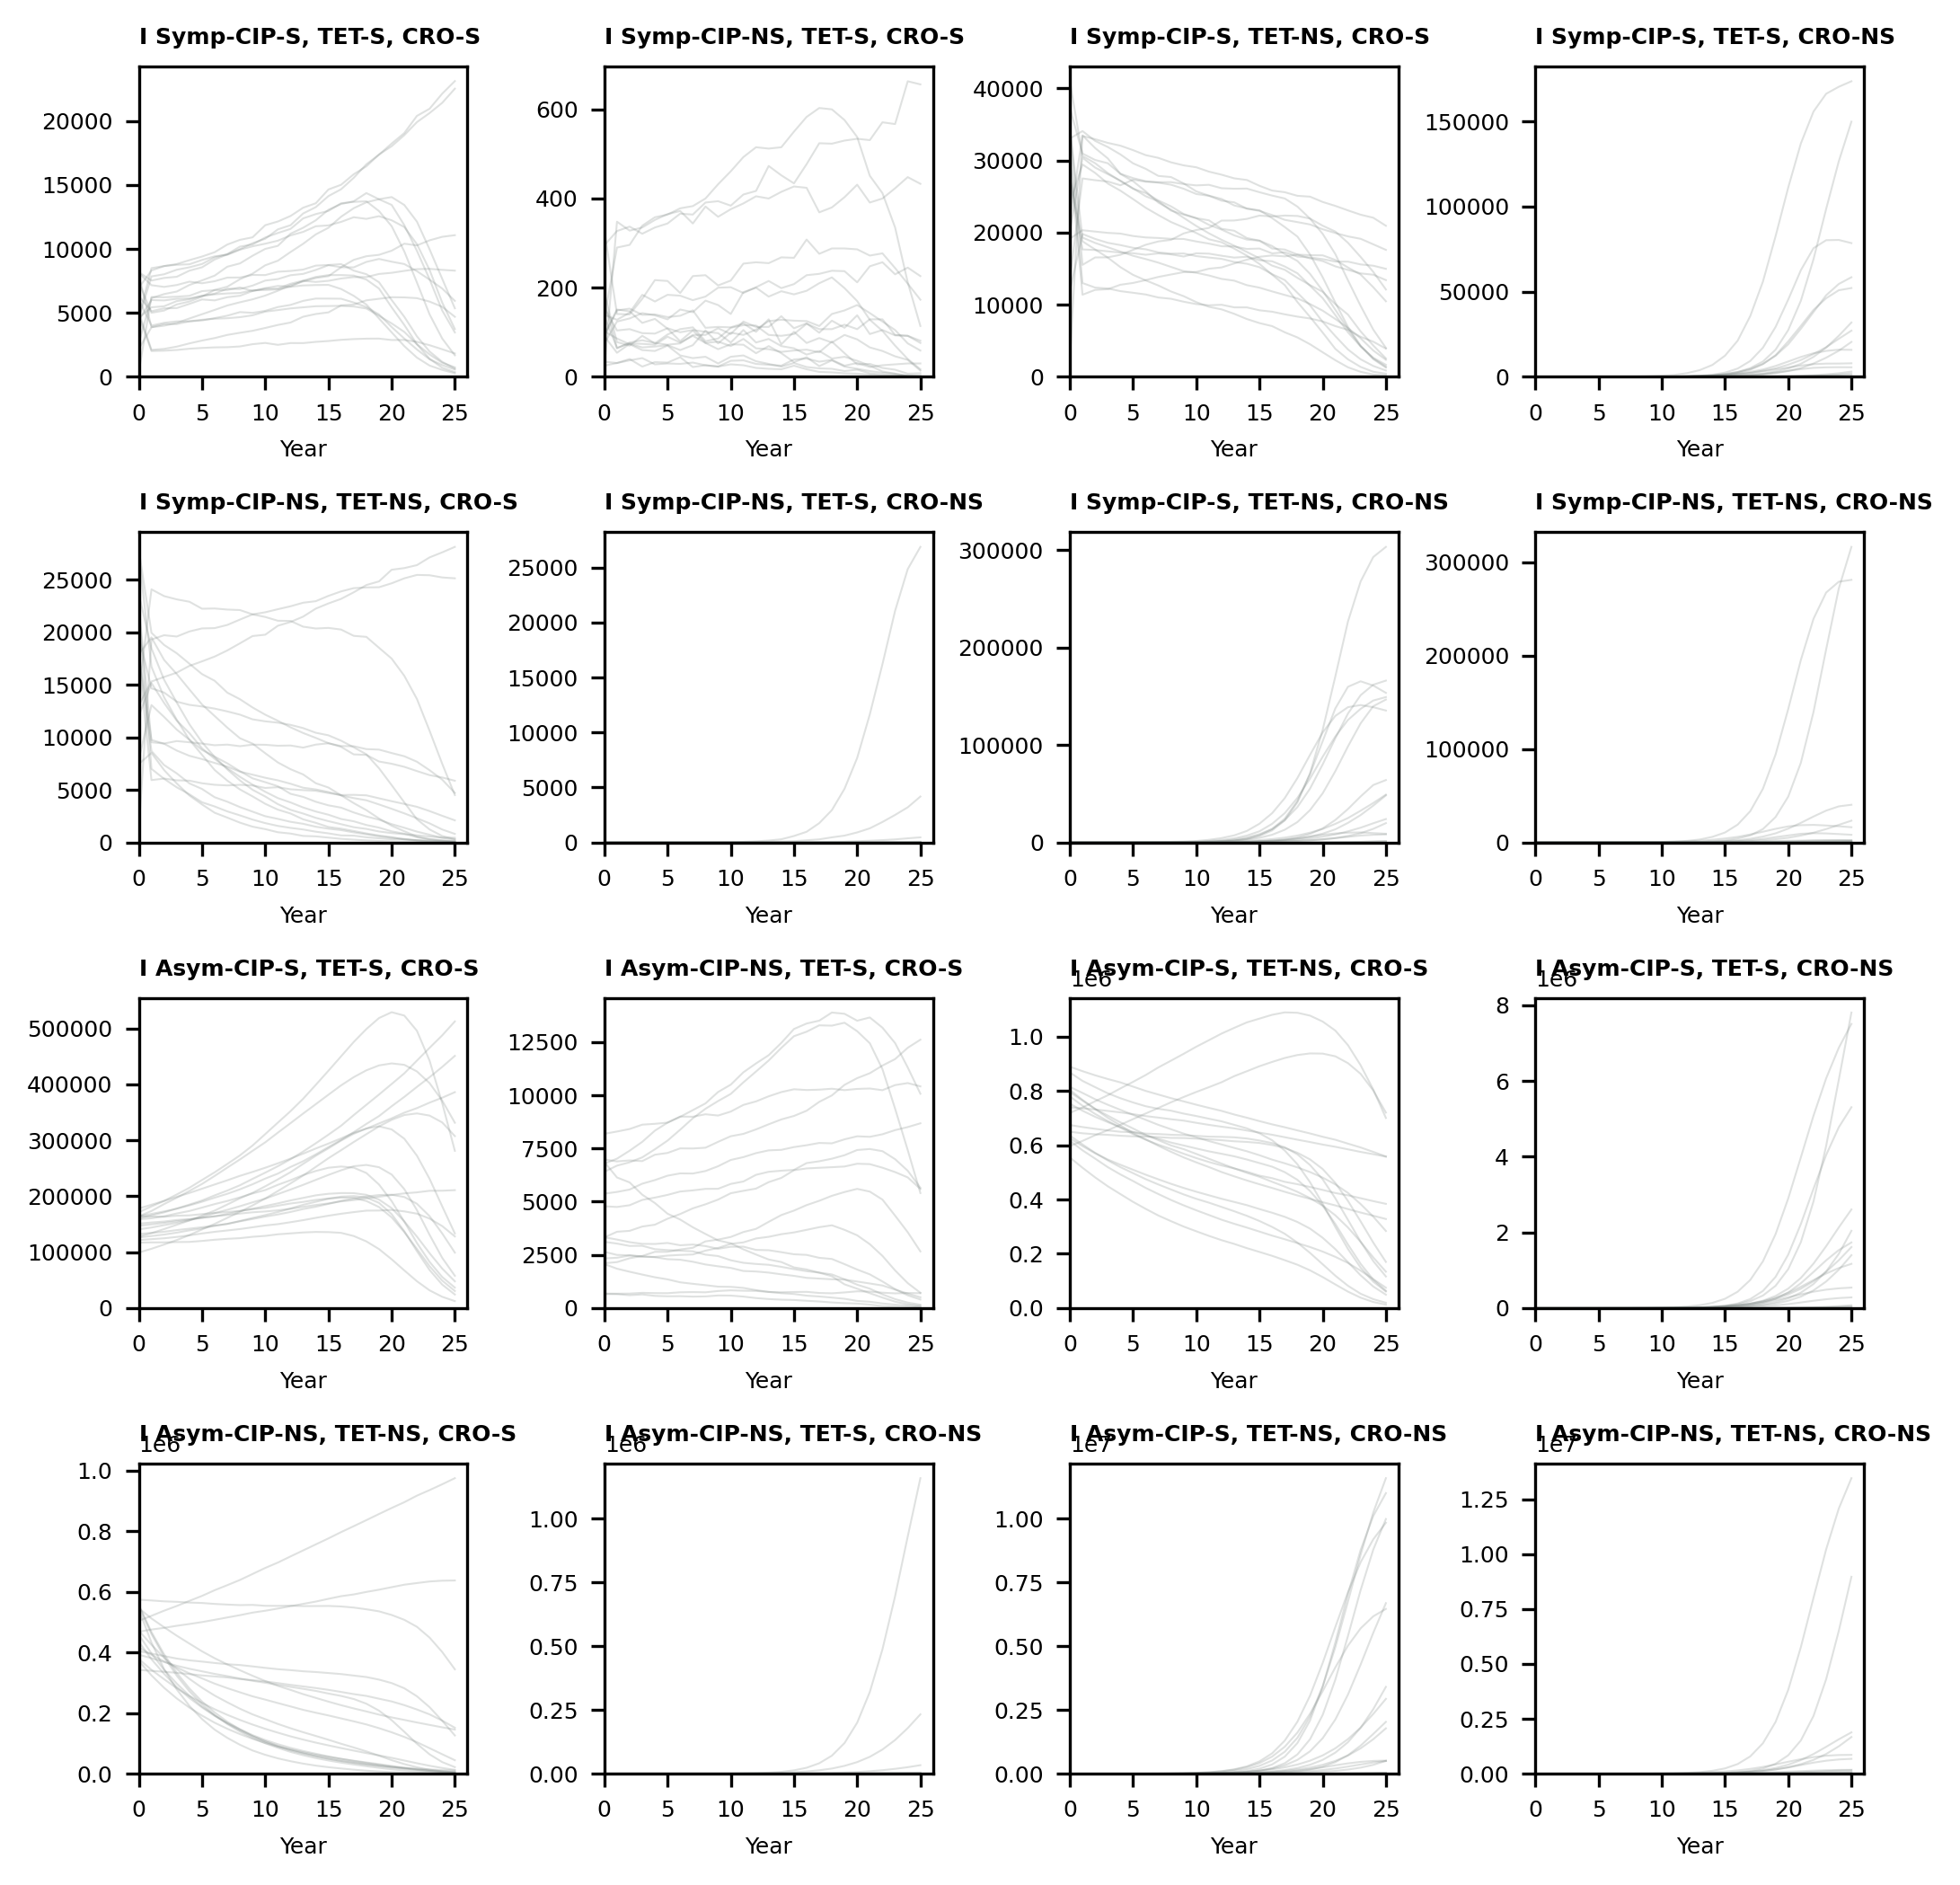 I Symp-CIP-S, TET-S, CRO-S
20000
15000
10000
5000
0
0 5 10 15 20 25
Year
I Symp-CIP-NS, TET-S, CRO-S
600
400
200
0
0 5 10 15 20 25
Year
I Symp-CIP-S, TET-NS, CRO-S
40000
30000
20000
10000
0
0 5 10 15 20 25
Year
I Symp-CIP-S, TET-S, CRO-NS
150000
100000
50000
0
0 5 10 15 20 25
Year
I Symp-CIP-NS, TET-NS, CRO-S
25000
20000
15000
10000
5000
0
0 5 10 15 20 25
Year
I Symp-CIP-NS, TET-S, CRO-NS
25000
20000
15000
10000
5000
0
0 5 10 15 20 25
Year
I Symp-CIP-S, TET-NS, CRO-NS
300000
200000
100000
0
0 5 10 15 20 25
Year
I Symp-CIP-NS, TET-NS, CRO-NS
300000
200000
100000
0
0 5 10 15 20 25
Year
I Asym-CIP-S, TET-S, CRO-S
500000
400000
300000
200000
100000
0
0 5 10 15 20 25
Year
I Asym-CIP-NS, TET-S, CRO-S
12500
10000
7500
5000
2500
0
0 5 10 15 20 25
Year
I Asym-CIP-S, TET-NS, CRO-S
1e6
1.0
0.8
0.6
0.4
0.2
0.0
0 5 10 15 20 25
Year
I Asym-CIP-S, TET-S, CRO-NS
1e6
8
6
4
2
0
0 5 10 15 20 25
Year
I Asym-CIP-NS, TET-NS, CRO-S
1e6
1.0
0.8
0.6
0.4
0.2
0.0
0 5 10 15 20 25
Year
I Asym-CIP-NS, TET-S, CRO-NS
1e6
1.00
0.75
0.50
0.25
0.00
0 5 10 15 20 25
Year
I Asym-CIP-S, TET-NS, CRO-NS
1e7
1.00
0.75
0.50
0.25
0.00
0 5 10 15 20 25
Year
I Asym-CIP-NS, TET-NS, CRO-NS
1e7
1.25
1.00
0.75
0.50
0.25
0.00
0 5 10 15 20 25
Year